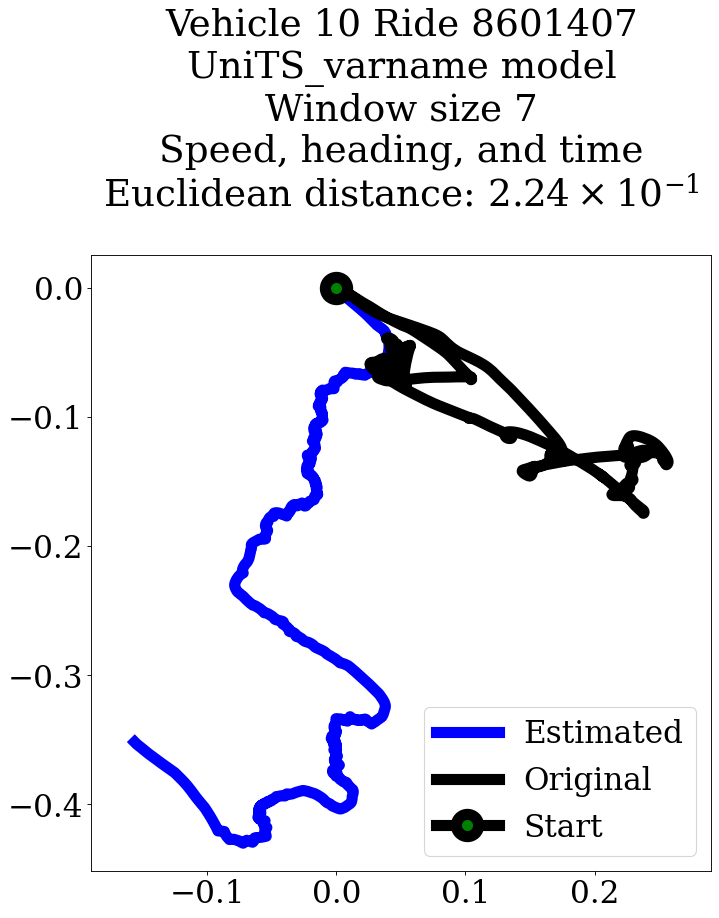 Vehicle 10 Ride 8601407
UniTS_varname model
Window size 7
Speed, heading, and time
Euclidean distance: 2.24 × 10⁻¹
0.0
−0.1
−0.2
−0.3
−0.4
−0.1
0.0
0.1
0.2
Estimated
Original
Start